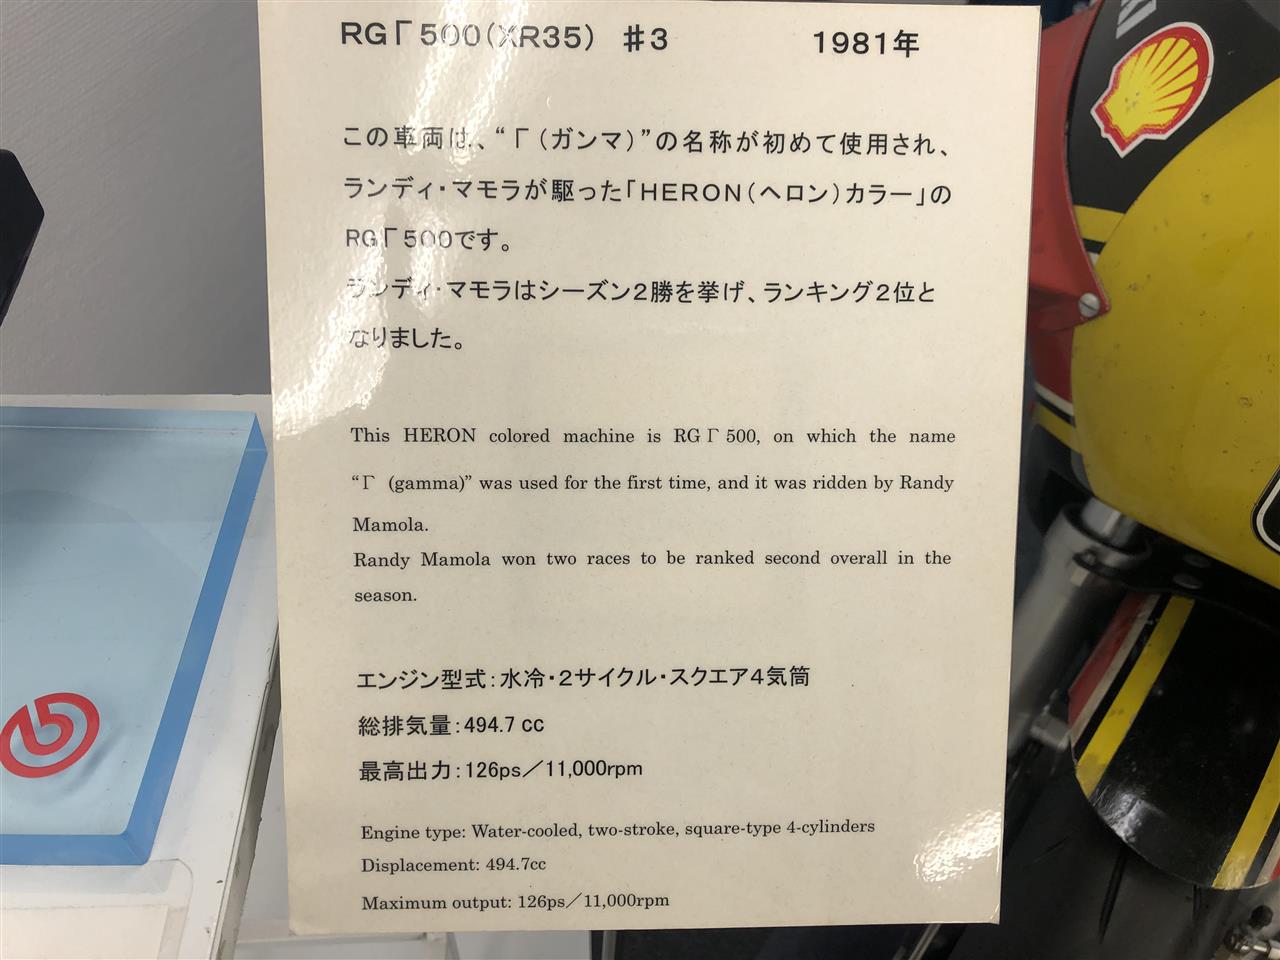 RGΓ500(XR35) #3 1981年
この車両は、“Γ(ガンマ)”の名称が初めて使用され、
ランディ・マモラが駆った「HERON(ヘロン)カラー」の
RGΓ500です。
ランディ・マモラはシーズン2勝を挙げ、ランキング2位と
なりました。
This HERON colored machine is RGΓ500, on which the name
“Γ (gamma)” was used for the first time, and it was ridden by Randy
Mamola.
Randy Mamola won two races to be ranked second overall in the
season.
エンジン型式:水冷・2サイクル・スクエア4気筒
総排気量:494.7 cc
最高出力:126ps/11,000rpm
Engine type: Water-cooled, two-stroke, square-type 4-cylinders
Displacement: 494.7cc
Maximum output: 126ps/11,000rpm